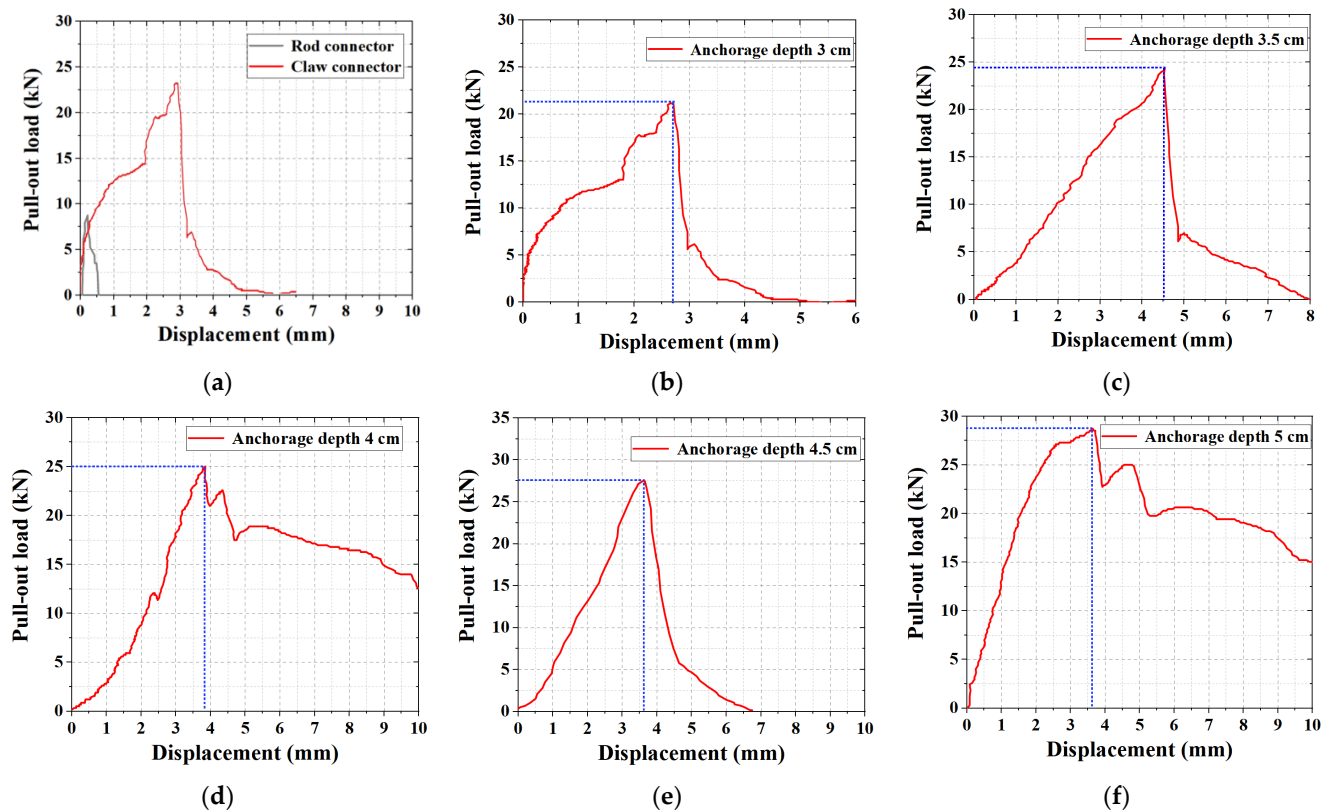 Rod connector
Claw connector
Pull-out load (kN)
30
25
20
15
10
5
0
0 1 2 3 4 5 6 7 8 9 10
Displacement (mm)
(a)
Anchorage depth 3 cm
Pull-out load (kN)
30
25
20
15
10
5
0
0 1 2 3 4 5 6
Displacement (mm)
(b)
Anchorage depth 3.5 cm
Pull-out load (kN)
30
25
20
15
10
5
0
0 1 2 3 4 5 6 7 8
Displacement (mm)
(c)
Anchorage depth 4 cm
Pull-out load (kN)
30
25
20
15
10
5
0
0 1 2 3 4 5 6 7 8 9 10
Displacement (mm)
(d)
Anchorage depth 4.5 cm
Pull-out load (kN)
35
30
25
20
15
10
5
0
0 1 2 3 4 5 6 7 8 9 10
Displacement (mm)
(e)
Anchorage depth 5 cm
Pull-out load (kN)
30
25
20
15
10
5
0
0 1 2 3 4 5 6 7 8 9 10
Displacement (mm)
(f)